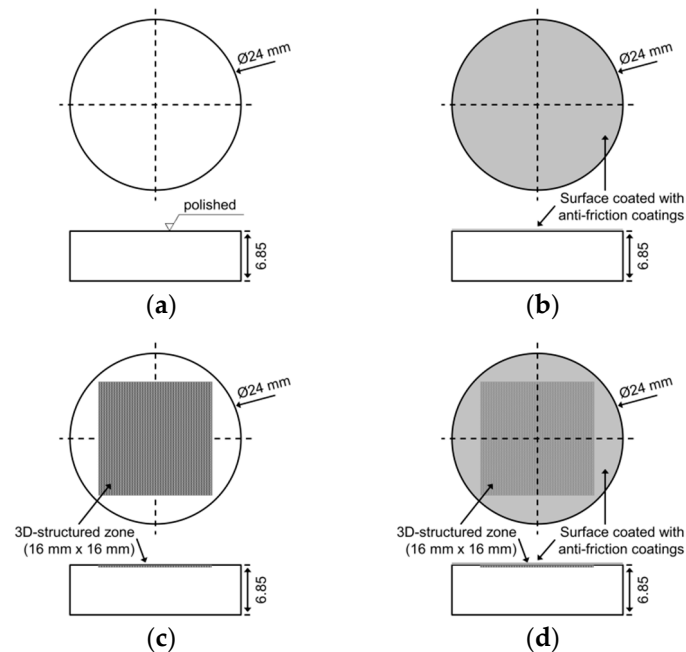 Ø24 mm
polished
6.85
(a)
Ø24 mm
Surface coated with
anti-friction coatings
6.85
(b)
Ø24 mm
3D-structured zone
(16 mm x 16 mm)
6.85
(c)
Ø24 mm
3D-structured zone
(16 mm x 16 mm)
Surface coated with
anti-friction coatings
6.85
(d)